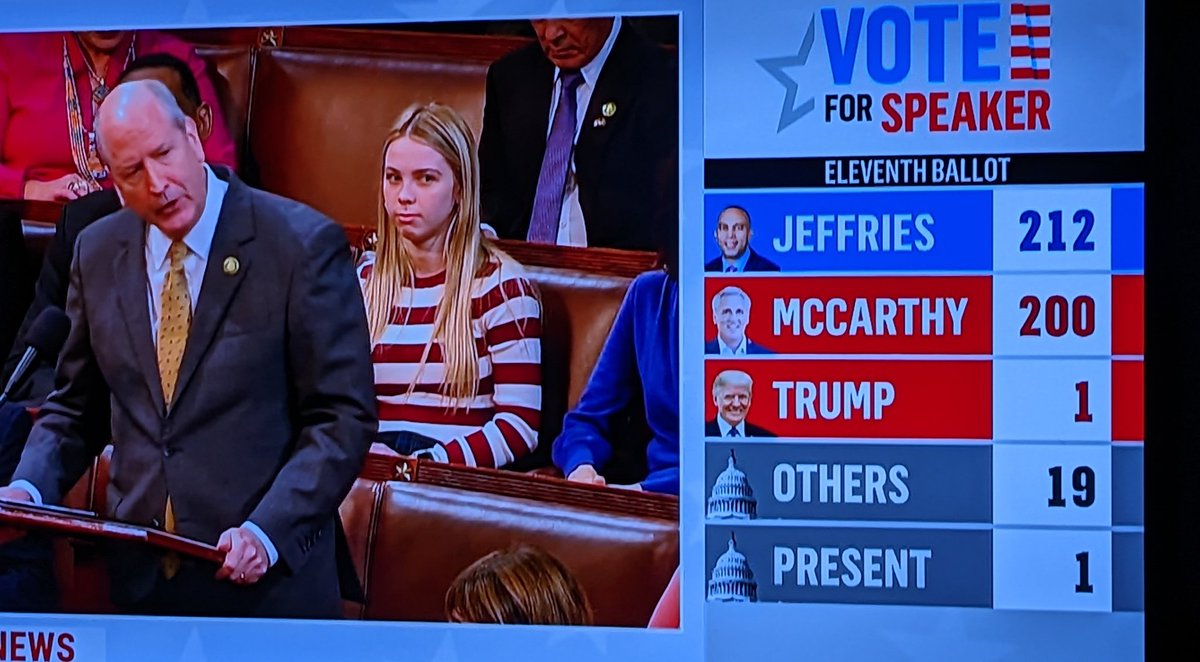 VOTE
FOR SPEAKER
ELEVENTH BALLOT
JEFFRIES 212
MCCARTHY 200
TRUMP 1
OTHERS 19
PRESENT 1
NEWS